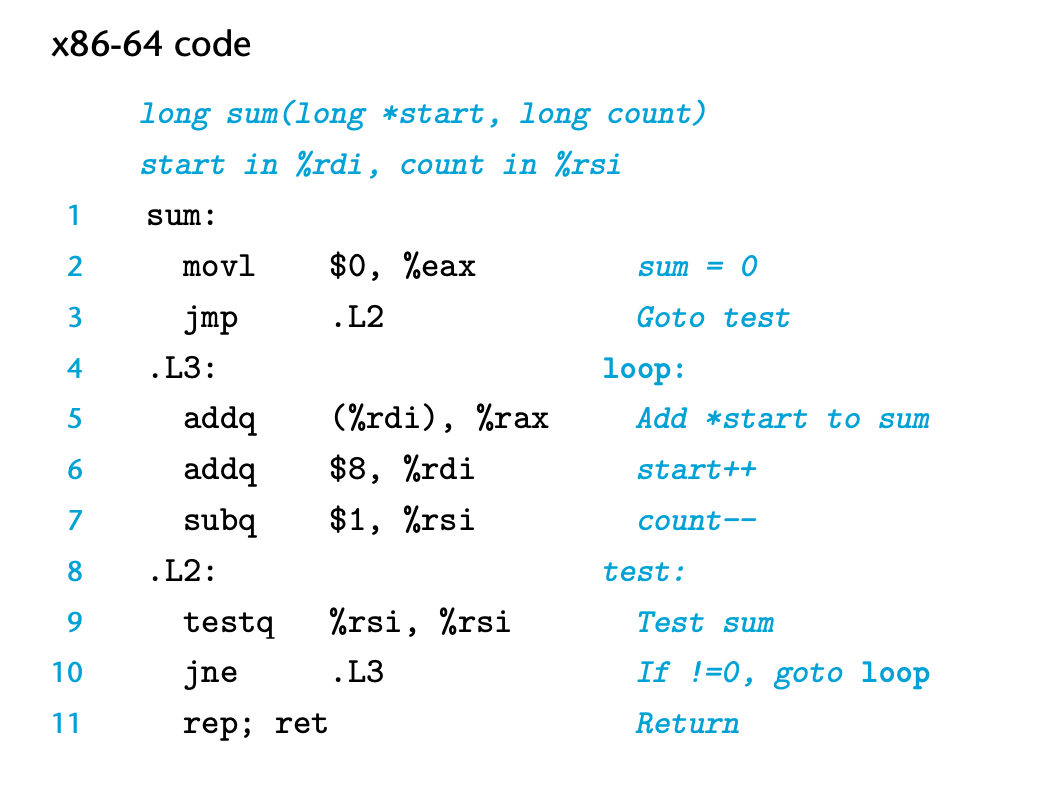 x86-64 code
long sum(long *start, long count)
start in %rdi, count in %rsi
1 sum:
2 movl $0, %eax sum = 0
3 jmp .L2 Goto test
4 .L3: loop:
5 addq (%rdi), %rax Add *start to sum
6 addq $8, %rdi start++
7 subq $1, %rsi count--
8 .L2: test:
9 testq %rsi, %rsi Test sum
10 jne .L3 If !=0, goto loop
11 rep; ret Return